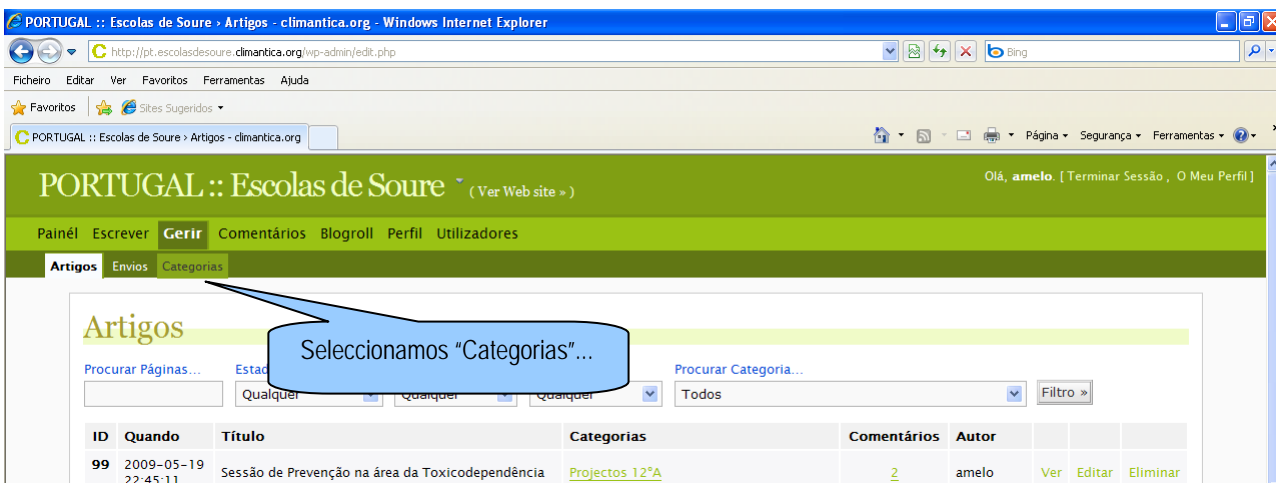 PORTUGAL :: Escolas de Soure › Artigos - climantica.org - Windows Internet Explorer
http://pt.escolasdesoure.climantica.org/wp-admin/edit.php
Bing
Ficheiro Editar Ver Favoritos Ferramentas Ajuda
Favoritos Sites Sugeridos
PORTUGAL :: Escolas de Soure › Artigos - climantica.org
Página Segurança Ferramentas
PORTUGAL :: Escolas de Soure ( Ver Web site » )
Olá, amelo. [ Terminar Sessão , O Meu Perfil ]
Painél Escrever Gerir Comentários Blogroll Perfil Utilizadores
Artigos Envios Categorias
Seleccionamos “Categorias”...
Artigos
Procurar Páginas... Procurar Categoria...
Qualquer Qualquer Qualquer Todos Filtro »
ID Quando Título Categorias Comentários Autor
99 2009-05-19 Sessão de Prevenção na área da Toxicodependência Projectos 12ºA 2 amelo Ver Editar Eliminar
22:45:11